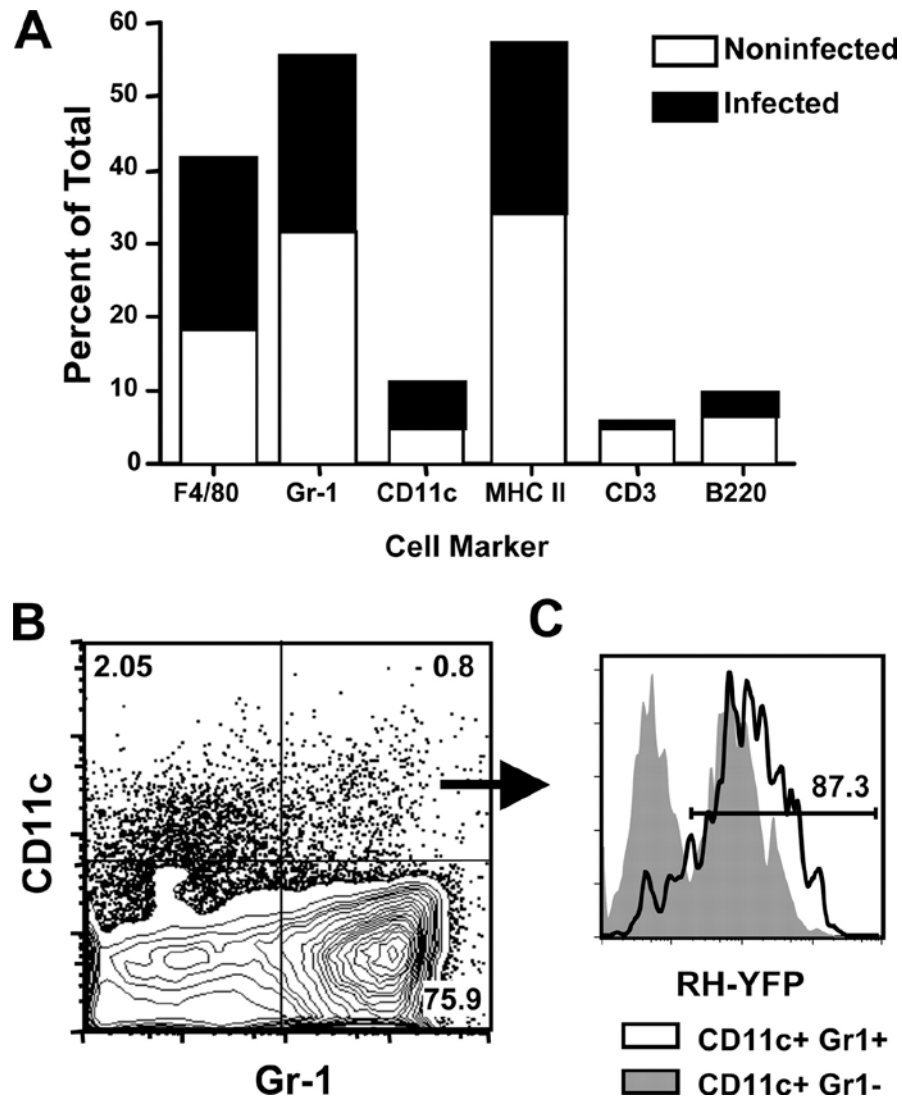 A
Percent of Total
60
50
40
30
20
10
0
Noninfected
Infected
F4/80 Gr-1 CD11c MHC II CD3 B220
Cell Marker
B
CD11c
2.05
0.8
75.9
Gr-1
C
87.3
RH-YFP
CD11c+ Gr1+
CD11c+ Gr1-